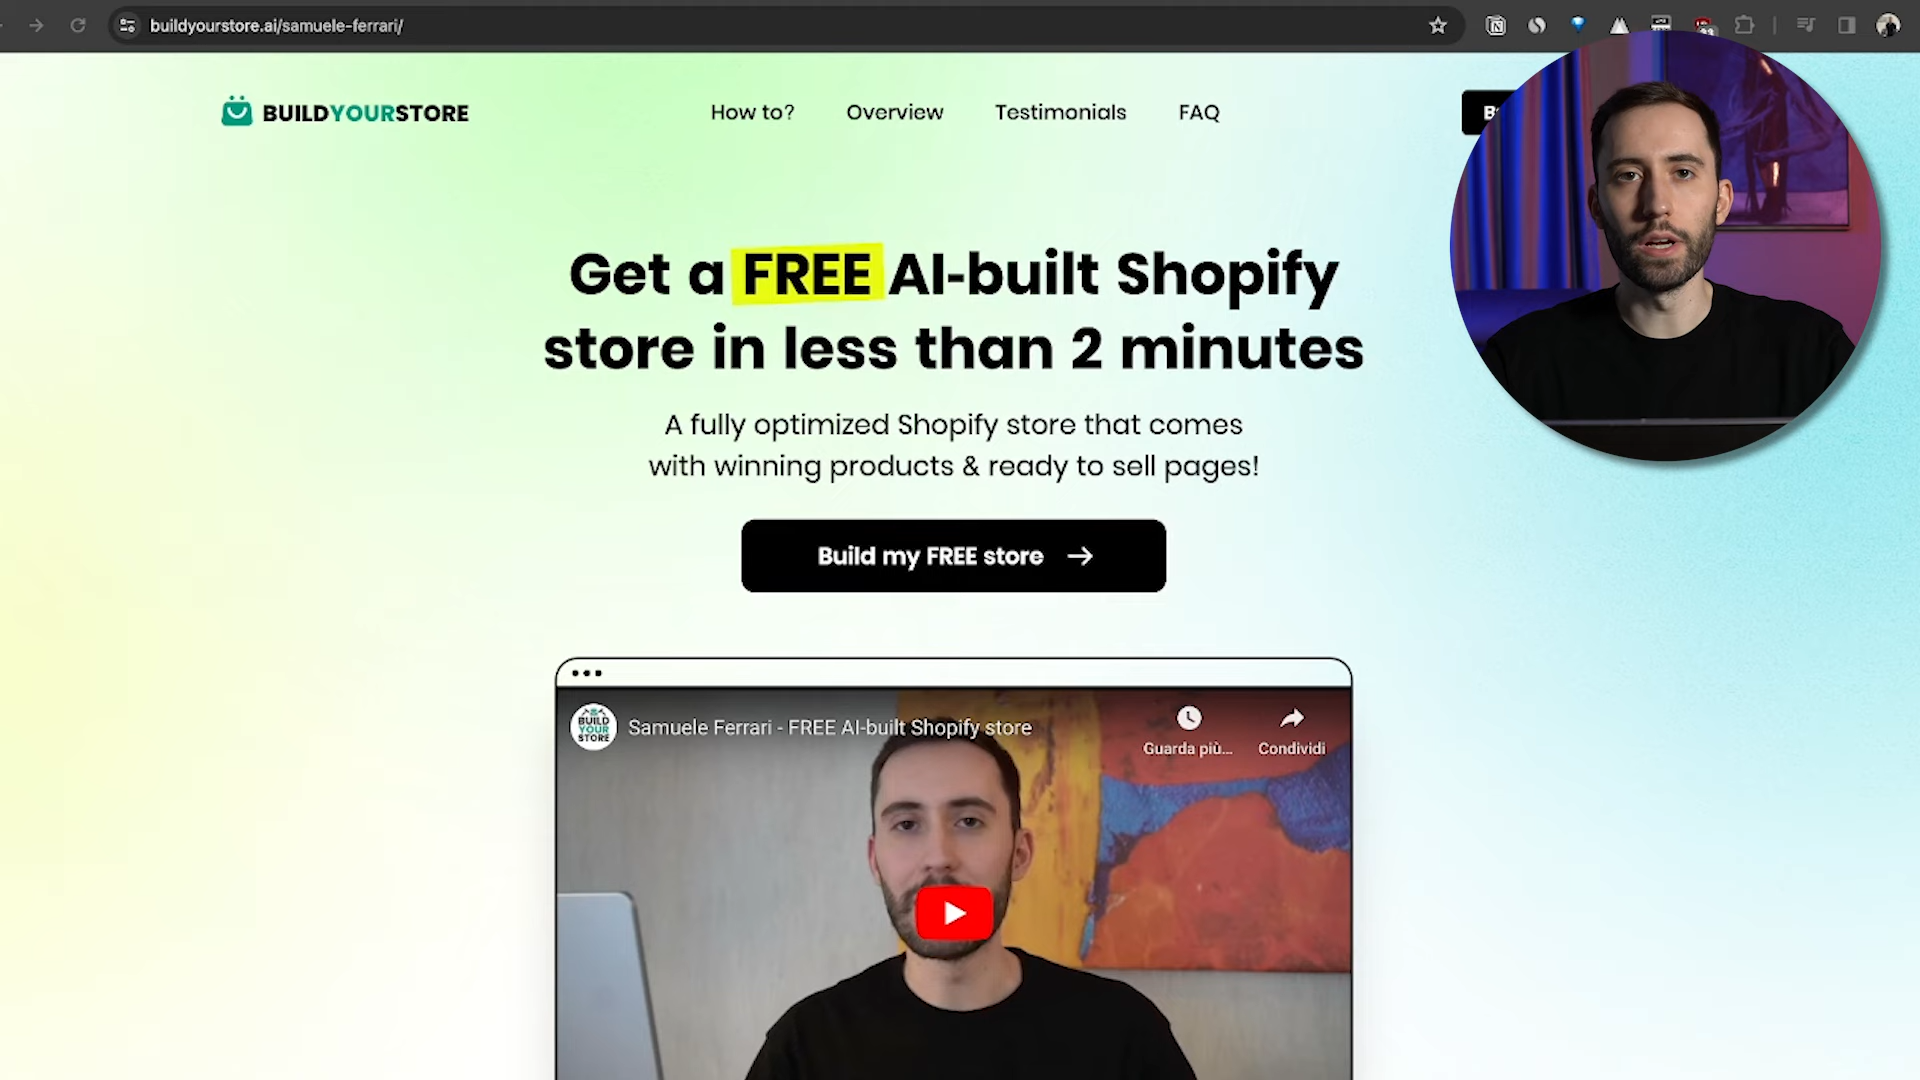 buildyourstore.ai/samuele-ferrari/
BUILDYOURSTORE
How to?
Overview
Testimonials
FAQ
Get a FREE AI-built Shopify
store in less than 2 minutes
A fully optimized Shopify store that comes
with winning products & ready to sell pages!
Build my FREE store
BUILD
YOUR
STORE
Samuele Ferrari - FREE AI-built Shopify store
Guarda più...
Condividi